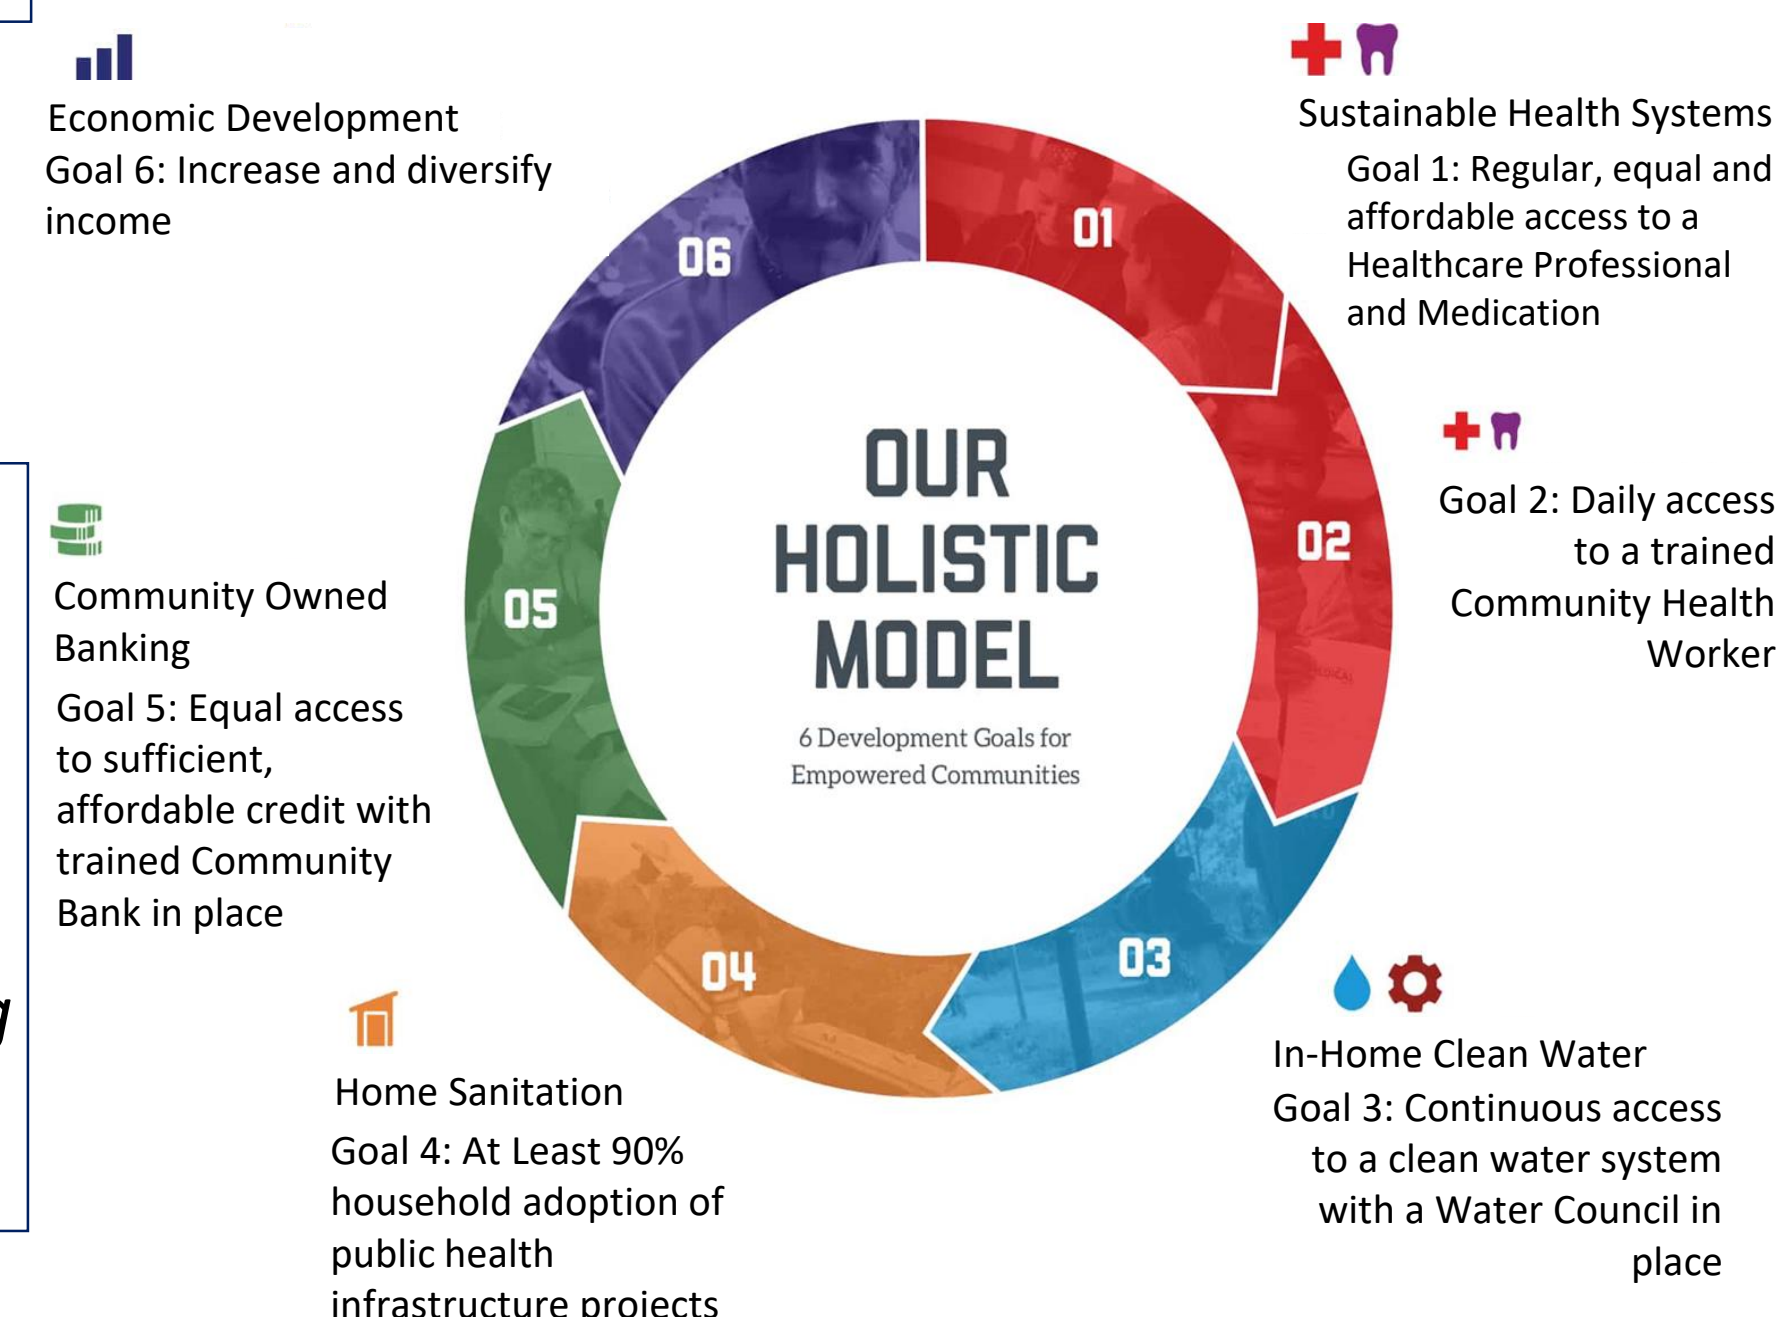 Economic Development
Goal 6: Increase and diversify
income
Sustainable Health Systems
Goal 1: Regular, equal and
affordable access to a
Healthcare Professional
and Medication
06
01
OUR
HOLISTIC
MODEL
6 Development Goals for
Empowered Communities
Goal 2: Daily access
to a trained
Community Health
Worker
02
Community Owned
Banking
Goal 5: Equal access
to sufficient,
affordable credit with
trained Community
Bank in place
05
04
03
In-Home Clean Water
Goal 3: Continuous access
to a clean water system
with a Water Council in
place
Home Sanitation
Goal 4: At Least 90%
household adoption of
public health
infrastructure projects